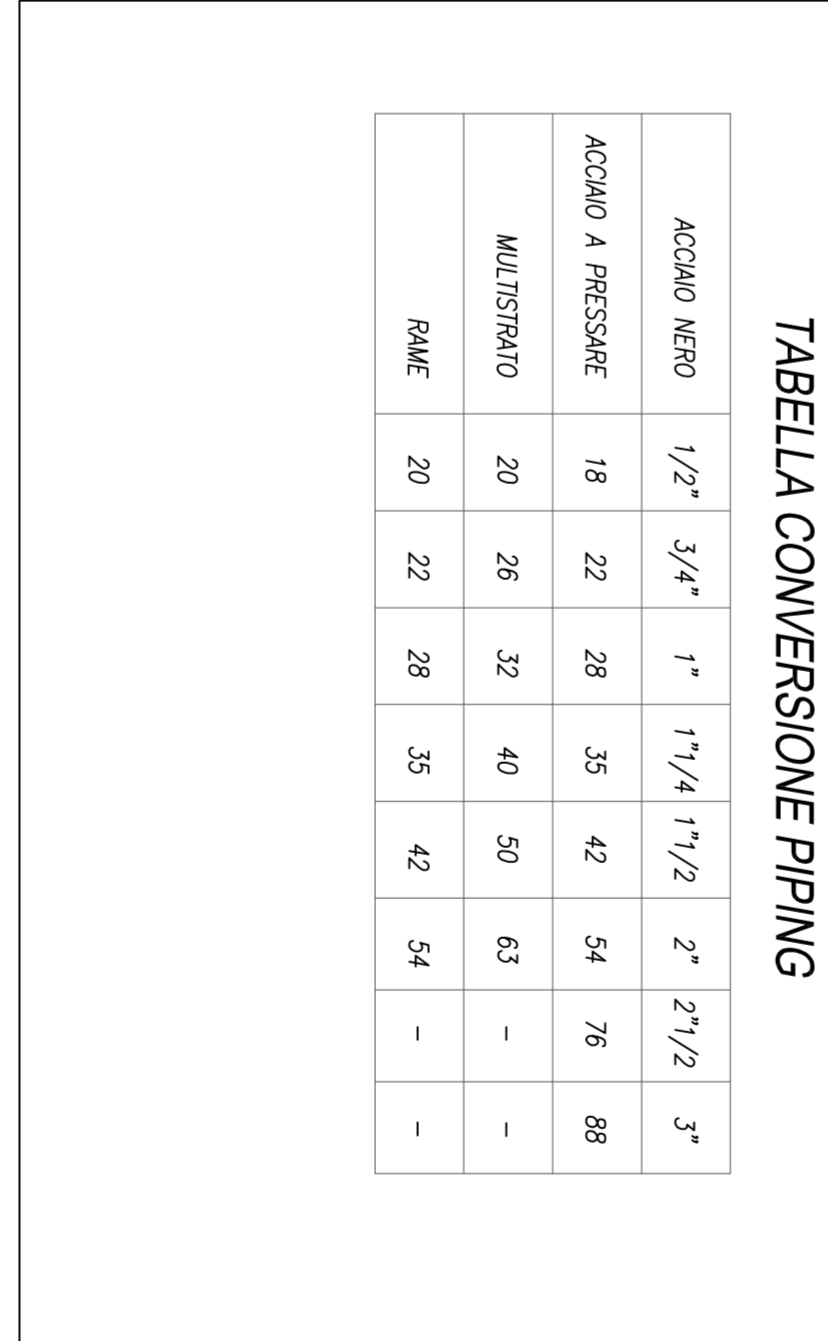 TABELLA CONVERSIONE PIPING
ACCIAIO NERO 1/2" 3/4" 1" 1"1/4 1"1/2 2" 2"1/2 3"
ACCIAIO A PRESSARE 18 22 28 35 42 54 76 88
MULTISTRATO 20 26 32 40 50 63 - -
RAME 20 22 28 35 42 54 - -